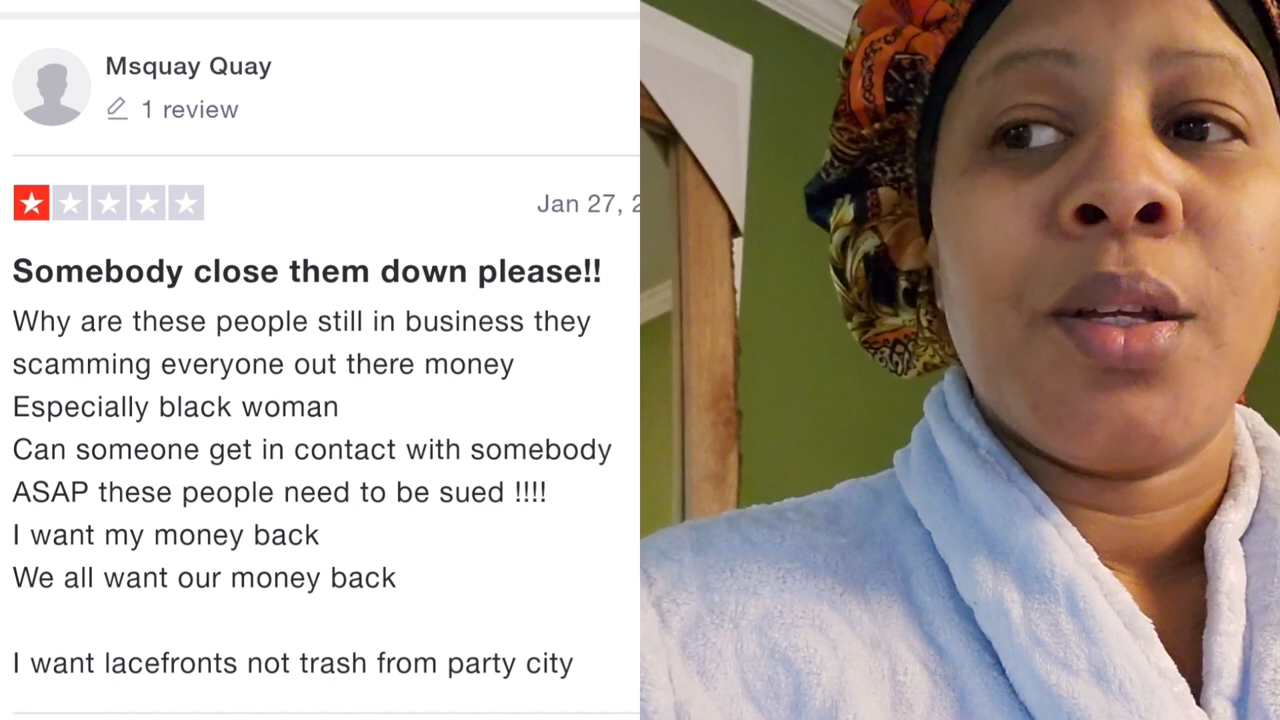 Msquay Quay
1 review
Jan 27,
Somebody close them down please!!
Why are these people still in business they
scamming everyone out there money
Especially black woman
Can someone get in contact with somebody
ASAP these people need to be sued !!!!
I want my money back
We all want our money back
I want lacefronts not trash from party city